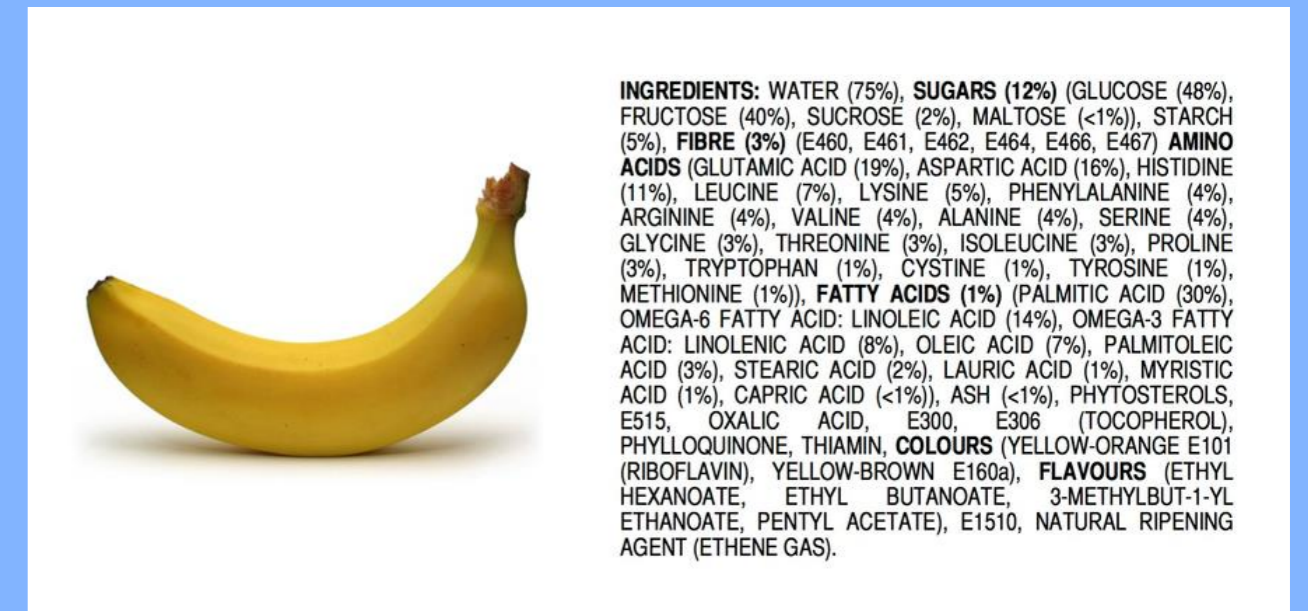 INGREDIENTS: WATER (75%), SUGARS (12%) (GLUCOSE (48%),
FRUCTOSE (40%), SUCROSE (2%), MALTOSE (<1%)), STARCH
(5%), FIBRE (3%) (E460, E461, E462, E464, E466, E467) AMINO
ACIDS (GLUTAMIC ACID (19%), ASPARTIC ACID (16%), HISTIDINE
(11%), LEUCINE (7%), LYSINE (5%), PHENYLALANINE (4%),
ARGININE (4%), VALINE (4%), ALANINE (4%), SERINE (4%),
GLYCINE (3%), THREONINE (3%), ISOLEUCINE (3%), PROLINE
(3%), TRYPTOPHAN (1%), CYSTINE (1%), TYROSINE (1%),
METHIONINE (1%)), FATTY ACIDS (1%) (PALMITIC ACID (30%),
OMEGA-6 FATTY ACID: LINOLEIC ACID (14%), OMEGA-3 FATTY
ACID: LINOLENIC ACID (8%), OLEIC ACID (7%), PALMITOLEIC
ACID (3%), STEARIC ACID (2%), LAURIC ACID (1%), MYRISTIC
ACID (1%), CAPRIC ACID (<1%)), ASH (<1%), PHYTOSTEROLS,
E515, OXALIC ACID, E300, E306 (TOCOPHEROL),
PHYLLOQUINONE, THIAMIN, COLOURS (YELLOW-ORANGE E101
(RIBOFLAVIN), YELLOW-BROWN E160a), FLAVOURS (ETHYL
HEXANOATE, ETHYL BUTANOATE, 3-METHYLBUT-1-YL
ETHANOATE, PENTYL ACETATE), E1510, NATURAL RIPENING
AGENT (ETHENE GAS).